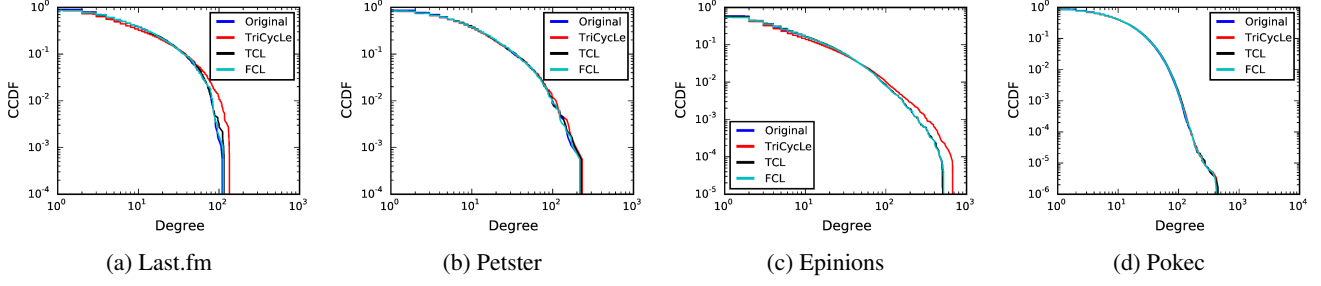 CCDF
10^0
10^-1
10^-2
10^-3
10^-4
Original
TriCycLe
TCL
FCL
10^0
10^1
10^2
10^3
Degree
(a) Last.fm
CCDF
10^0
10^-1
10^-2
10^-3
10^-4
Original
TriCycLe
TCL
FCL
10^0
10^1
10^2
10^3
Degree
(b) Petster
CCDF
10^0
10^-1
10^-2
10^-3
10^-4
10^-5
Original
TriCycLe
TCL
FCL
10^0
10^1
10^2
10^3
Degree
(c) Epinions
CCDF
10^0
10^-1
10^-2
10^-3
10^-4
10^-5
10^-6
Original
TriCycLe
TCL
FCL
10^0
10^1
10^2
10^3
10^4
Degree
(d) Pokec